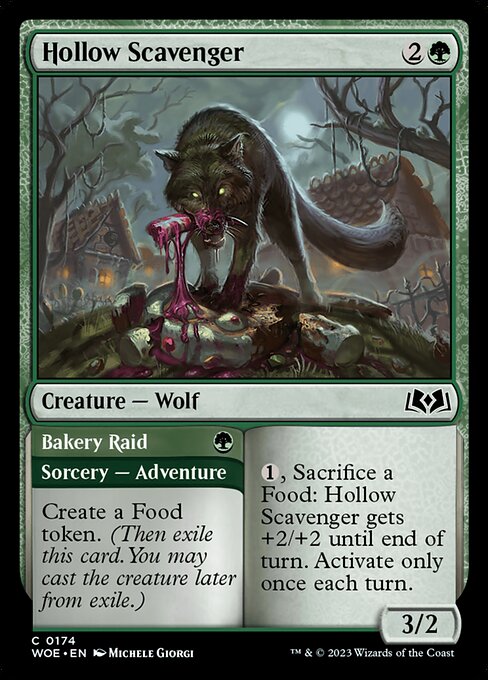 Hollow Scavenger 2
Creature — Wolf
Bakery Raid
Sorcery — Adventure
Create a Food
token. (Then exile
this card. You may
cast the creature later
from exile.)
1, Sacrifice a
Food: Hollow
Scavenger gets
+2/+2 until end of
turn. Activate only
once each turn.
3/2
C 0174
WOE • EN Michele Giorgi
™ & © 2023 Wizards of the Coast